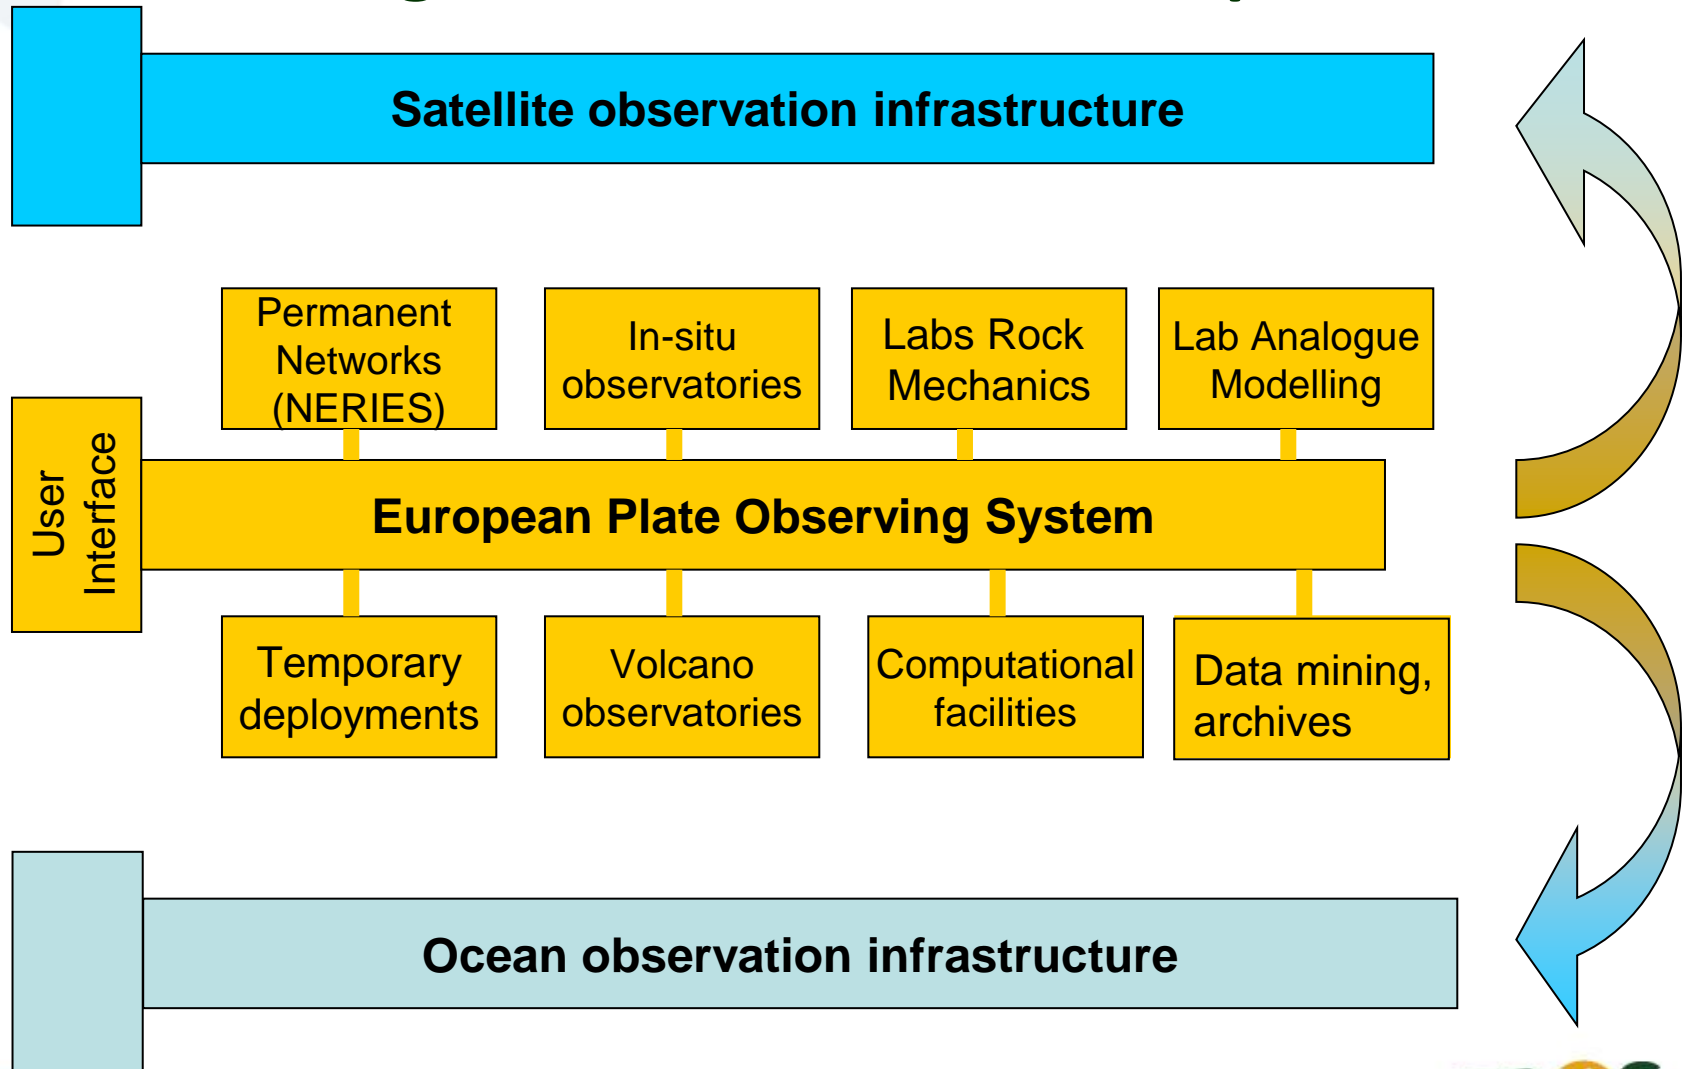 Satellite observation infrastructure
Permanent
Networks
(NERIES)
In-situ
observatories
Labs Rock
Mechanics
Lab Analogue
Modelling
User
Interface
European Plate Observing System
Temporary
deployments
Volcano
observatories
Computational
facilities
Data mining,
archives
Ocean observation infrastructure